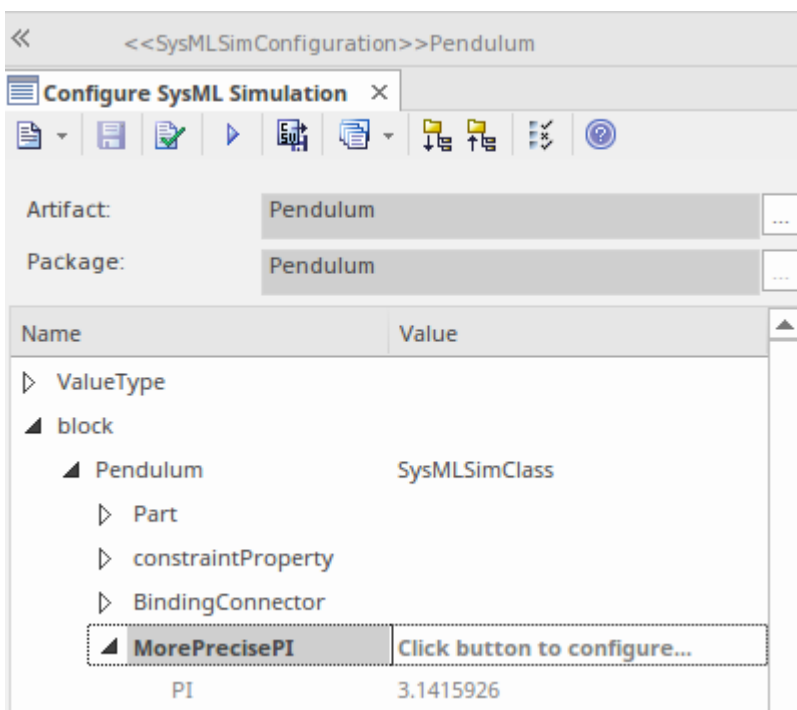 <<SysMLSimConfiguration>>Pendulum
Configure SysML Simulation
Artifact: Pendulum ...
Package: Pendulum ...
Name Value
ValueType
block
Pendulum SysMLSimClass
Part
constraintProperty
BindingConnector
MorePrecisePI Click button to configure...
PI 3.1415926